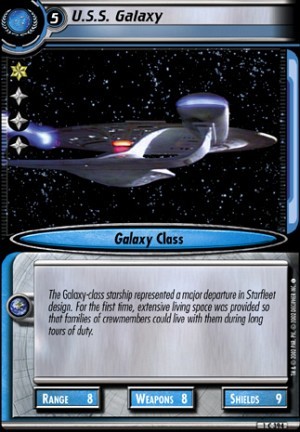 5
U.S.S. Galaxy
Galaxy Class
The Galaxy-class starship represented a major departure in Starfleet
design. For the first time, extensive living space was provided so
that families of crewmembers could live with them during long
tours of duty.
RANGE 8
WEAPONS 8
SHIELDS 9